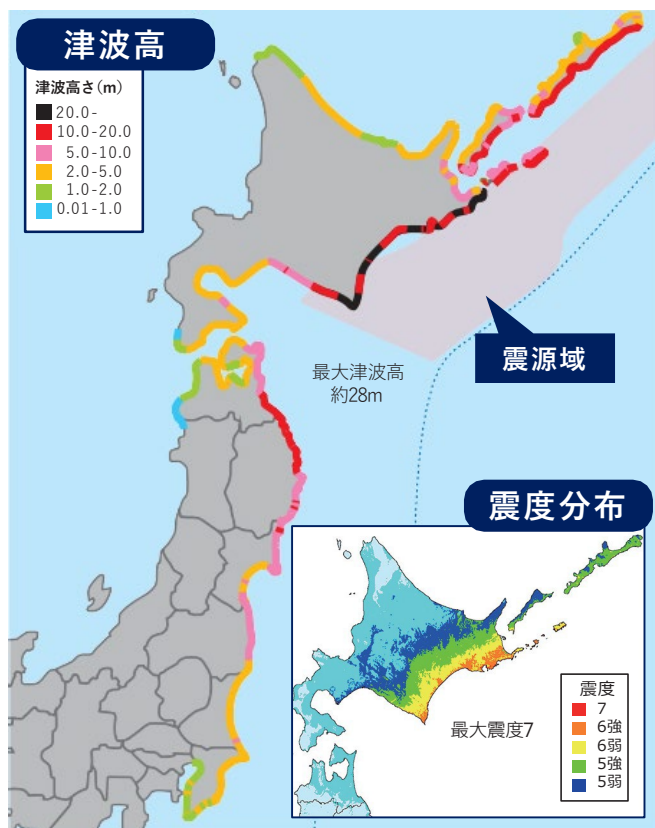 津波高
津波高さ(m)
20.0-
10.0-20.0
5.0-10.0
2.0-5.0
1.0-2.0
0.01-1.0
震源域
最大津波高
約28m
震度分布
最大震度7
震度
7
6強
6弱
5強
5弱